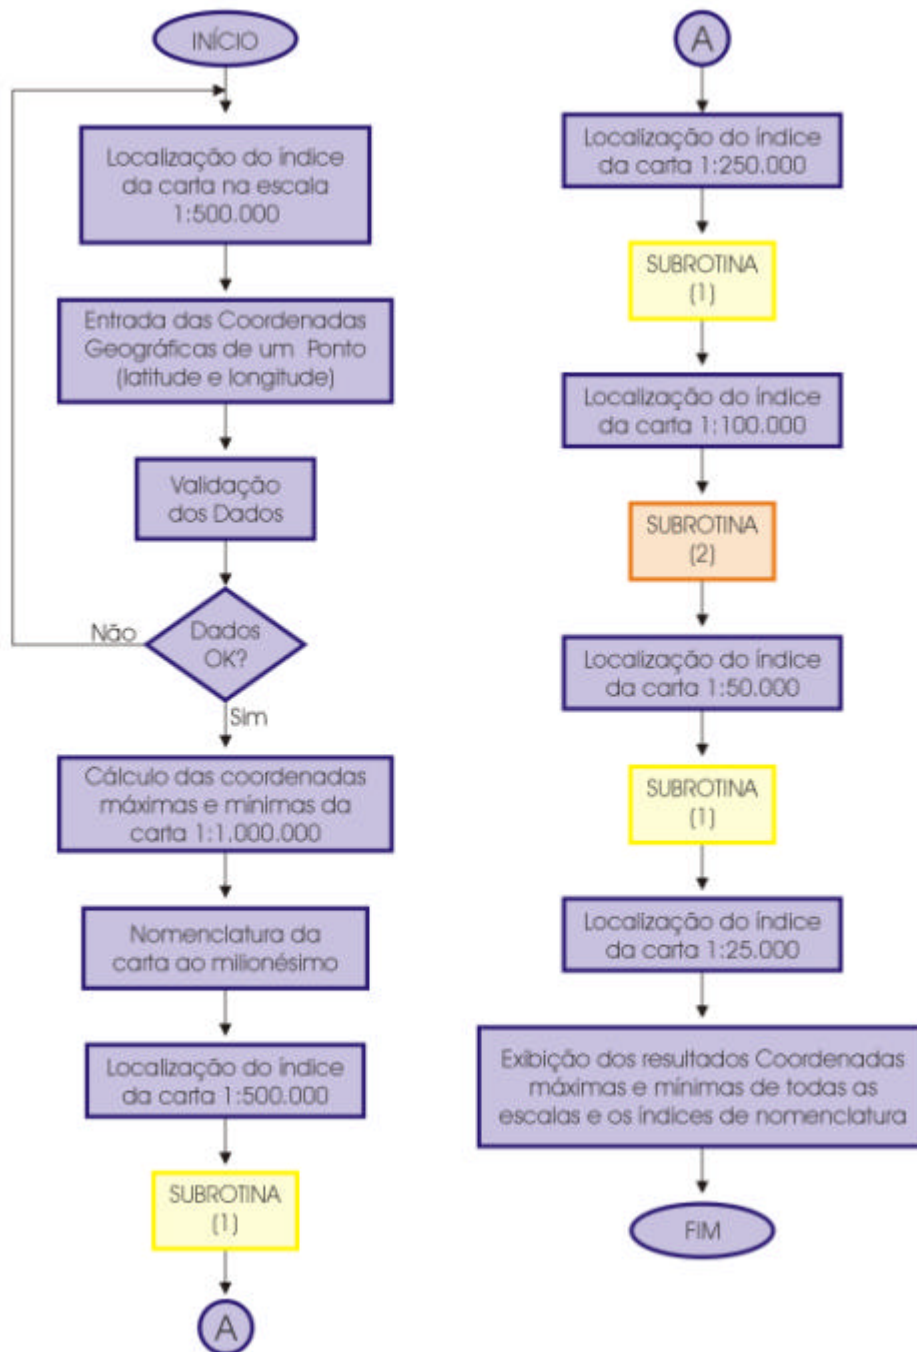 INÍCIO
Localização do índice
da carta na escala
1:500.000
Entrada das Coordenadas
Geográficas de um Ponto
(latitude e longitude)
Validação
dos Dados
Dados
OK?
Não
Sim
Cálculo das coordenadas
máximas e mínimas da
carta 1:1.000.000
Nomenclatura da
carta ao milionésimo
Localização do índice
da carta 1:500.000
SUBROTINA
(1)
A
A
Localização do índice
da carta 1:250.000
SUBROTINA
(1)
Localização do índice
da carta 1:100.000
SUBROTINA
(2)
Localização do índice
da carta 1:50.000
SUBROTINA
(1)
Localização do índice
da carta 1:25.000
Exibição dos resultados Coordenadas
máximas e mínimas de todas as
escalas e os índices de nomenclatura
FIM